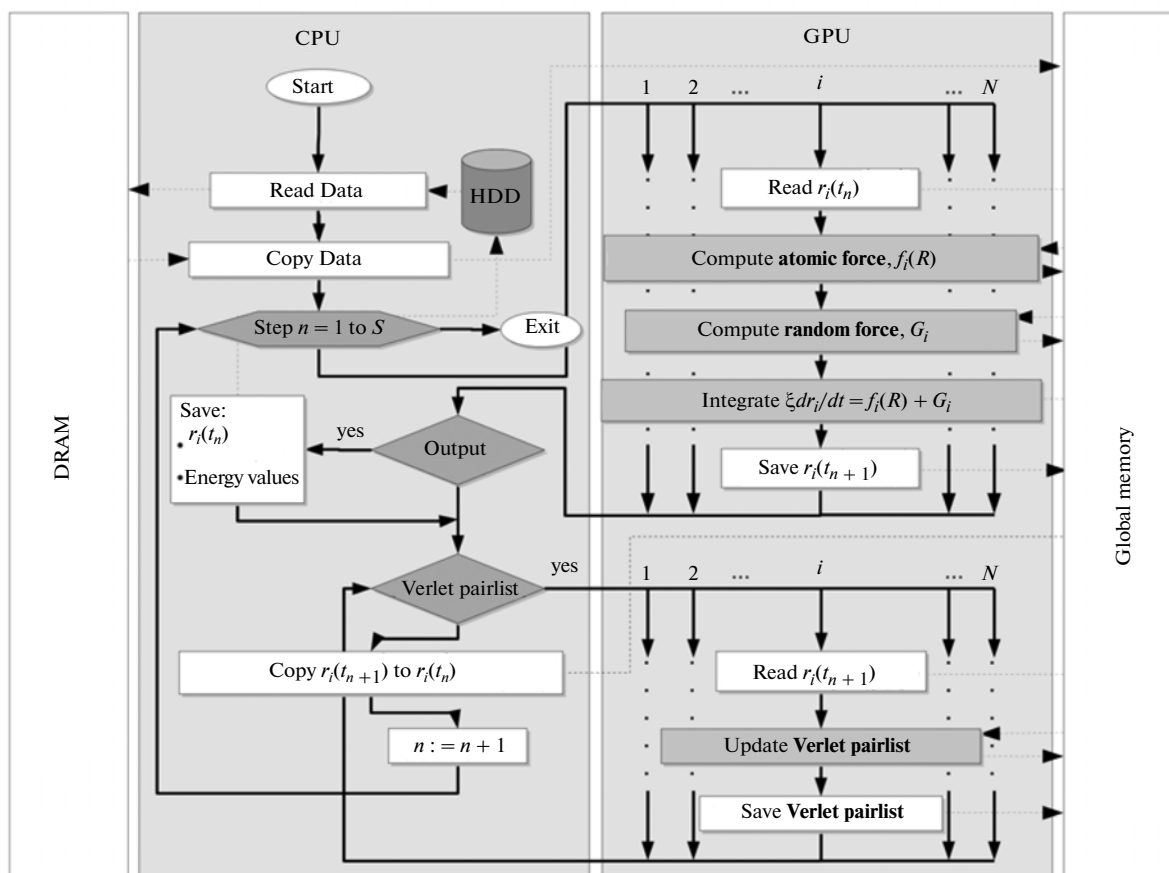 CPU
GPU
DRAM
Global memory
Start
Read Data
HDD
Copy Data
Step n = 1 to S
Exit
Save:
• r_i(t_n)
• Energy values
yes
Output
Verlet pairlist
yes
Copy r_i(t_{n+1}) to r_i(t_n)
n := n + 1
1 2 ... i ... N
Read r_i(t_n)
Compute atomic force, f_i(R)
Compute random force, G_i
Integrate ξdr_i/dt = f_i(R) + G_i
Save r_i(t_{n+1})
1 2 ... i ... N
Read r_i(t_{n+1})
Update Verlet pairlist
Save Verlet pairlist